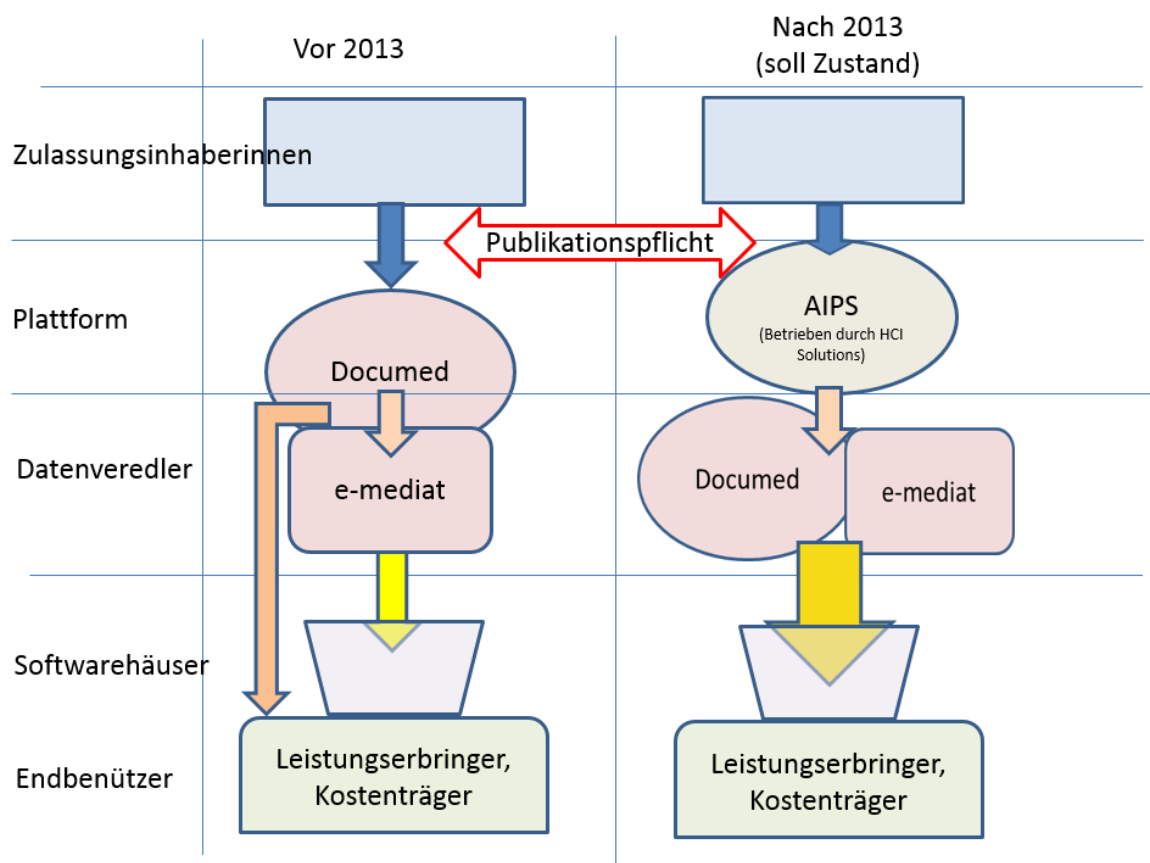 Vor 2013
Nach 2013
(soll Zustand)
Zulassungsinhaberinnen
Publikationspflicht
Plattform
Documed
AIPS
(Betrieben durch HCI
Solutions)
Datenveredler
e-mediat
Documed
e-mediat
Softwarehäuser
Endbenützer
Leistungserbringer,
Kostenträger
Leistungserbringer,
Kostenträger